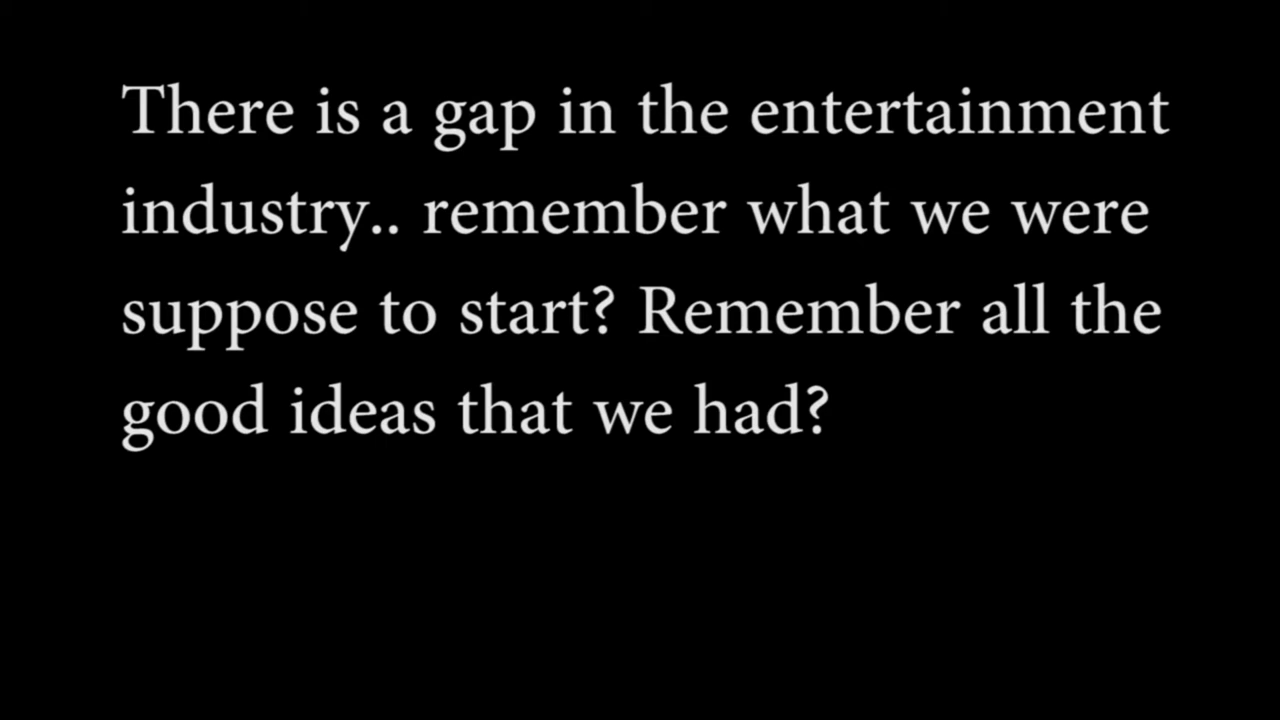 There is a gap in the entertainment
industry.. remember what we were
suppose to start? Remember all the
good ideas that we had?